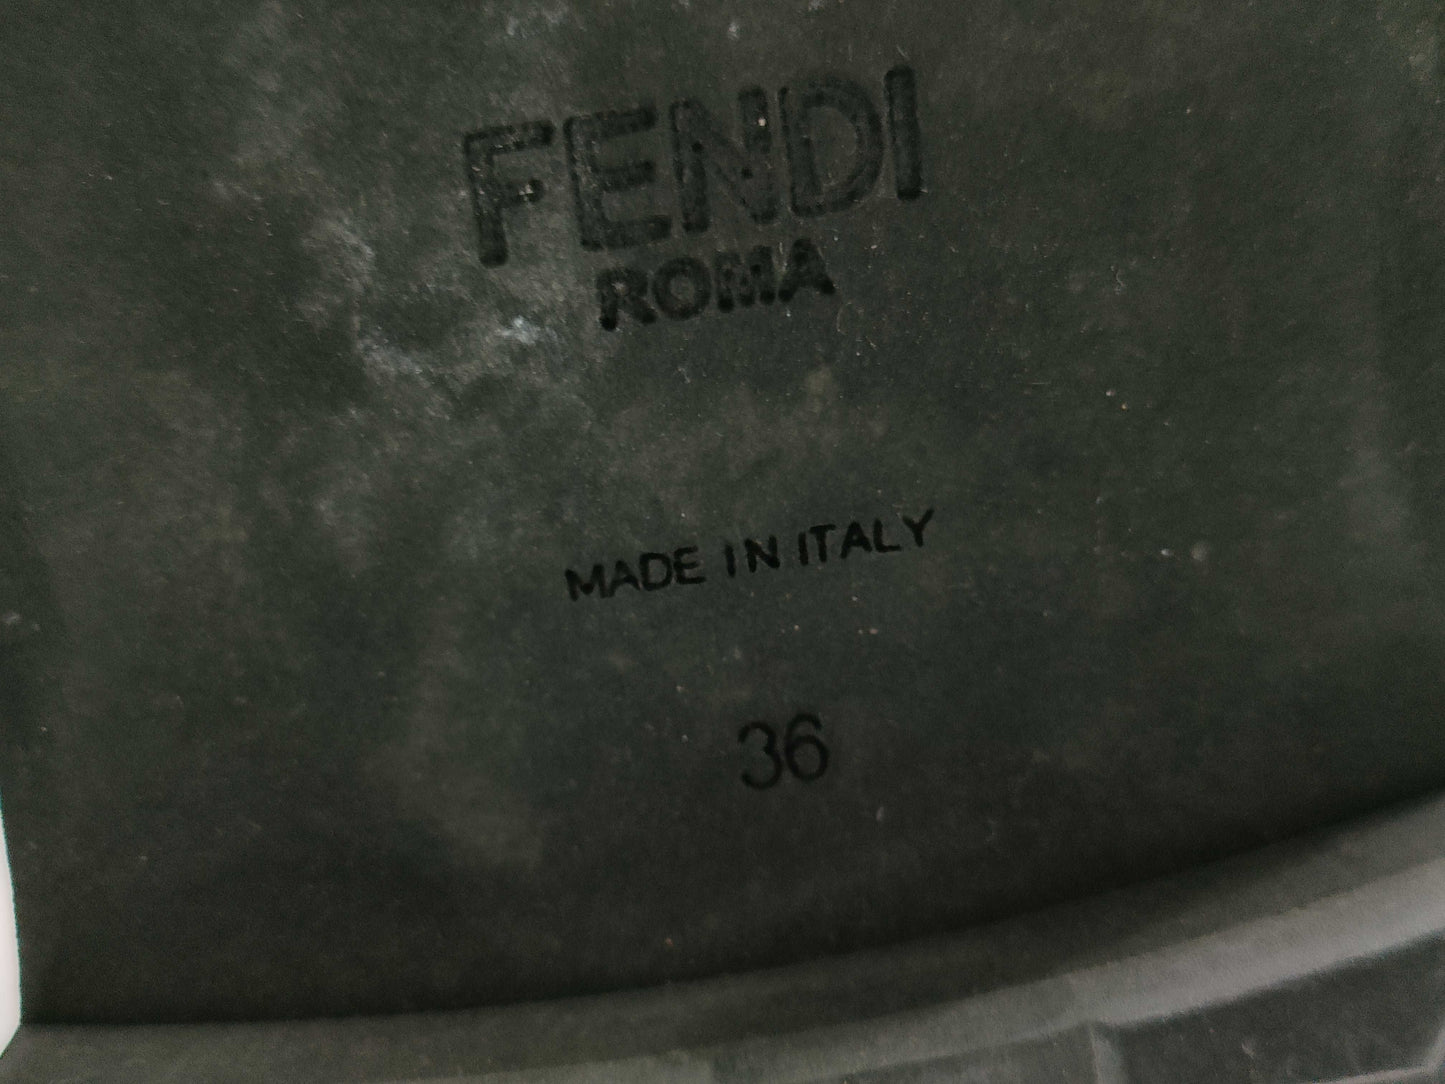 FENDI
ROMA
MADE IN ITALY
36